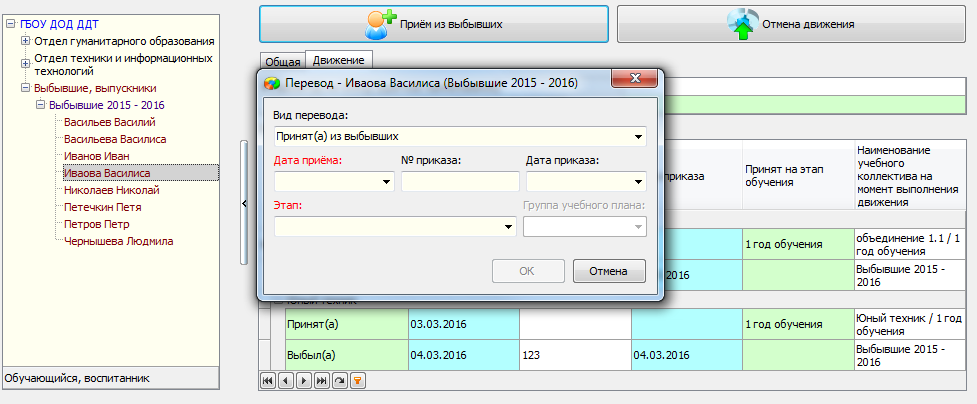 ГБОУ ДОД ДДТ
Отдел гуманитарного образования
Отдел техники и информационных
технологий
Выбывшие, выпускники
Выбывшие 2015 - 2016
Васильев Василий
Васильева Василиса
Иванов Иван
Иваова Василиса
Николаев Николай
Петечкин Петя
Петров Петр
Чернышева Людмила
Обучающийся, воспитанник
Приём из выбывших
Отмена движения
Общая
Движение
Перевод - Иваова Василиса (Выбывшие 2015 - 2016)
Вид перевода:
Принят(а) из выбывших
Дата приёма:
№ приказа:
Дата приказа:
Этап:
Группа учебного плана:
OK
Отмена
приказа
Принят на этап
обучения
Наименование
учебного
коллектива на
момент выполнения
движения
1 год обучения
объединение 1.1 / 1
год обучения
2016
Выбывшие 2015 -
2016
Юный техник
Принят(а)
03.03.2016
1 год обучения
Юный техник / 1 год
обучения
Выбыл(а)
04.03.2016
123
04.03.2016
Выбывшие 2015 -
2016